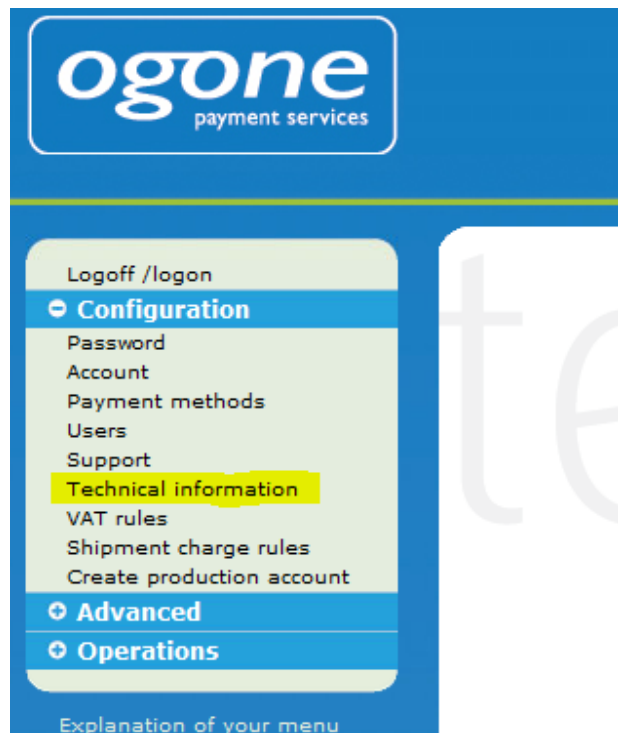 ogone
payment services
Logoff /logon
Configuration
Password
Account
Payment methods
Users
Support
Technical information
VAT rules
Shipment charge rules
Create production account
Advanced
Operations
Explanation of your menu
te